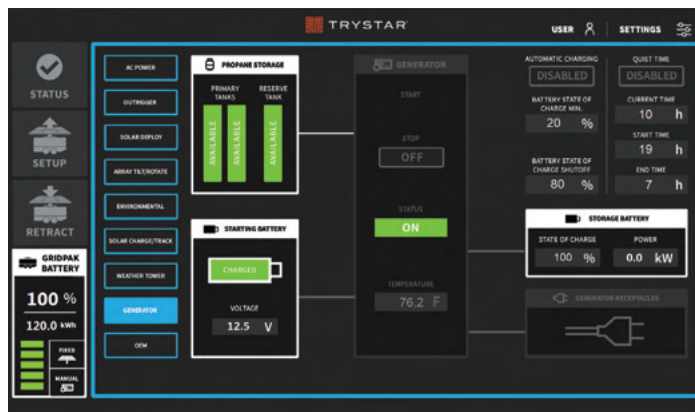 TRYSTAR
USER
SETTINGS
STATUS
SETUP
RETRACT
GRIDPAK
BATTERY
100 %
120.0 kWh
FIXED
MANUAL
AC POWER
OUTRIGGER
SOLAR DEPLOY
ARRAY TILT/ROTATE
ENVIRONMENTAL
SOLAR CHARGE/TRACK
WEATHER TOWER
GENERATOR
OEM
PROPANE STORAGE
PRIMARY
TANKS
RESERVE
TANK
AVAILABLE
AVAILABLE
AVAILABLE
STARTING BATTERY
CHARGED
VOLTAGE
12.5 V
GENERATOR
START
STOP
OFF
STATUS
ON
TEMPERATURE
76.2 F
AUTOMATIC CHARGING
DISABLED
BATTERY STATE OF
CHARGE MIN.
20 %
BATTERY STATE OF
CHARGE SHUTOFF
80 %
QUIET TIME
DISABLED
CURRENT TIME
10 h
START TIME
19 h
END TIME
7 h
STORAGE BATTERY
STATE OF CHARGE
100 %
POWER
0.0 kW
GENERATOR RECEPTACLES